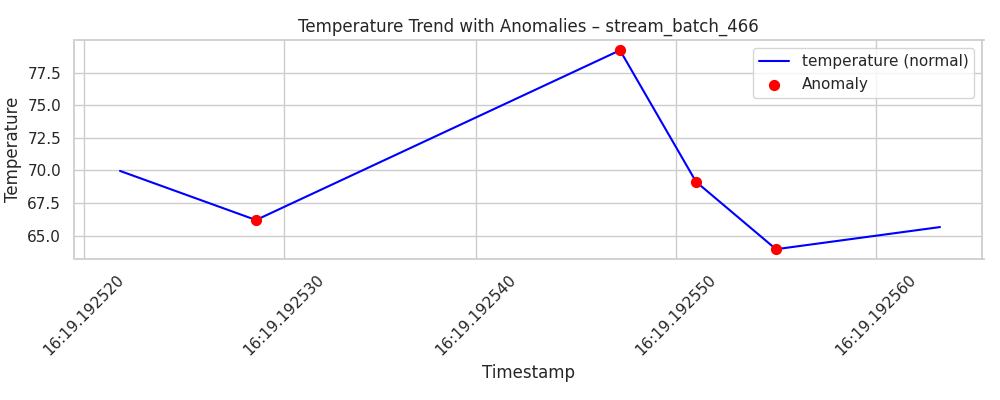 Temperature Trend with Anomalies – stream_batch_466
temperature (normal)
Anomaly
Temperature
77.5
75.0
72.5
70.0
67.5
65.0
16:19.192520
16:19.192530
16:19.192540
16:19.192550
16:19.192560
Timestamp